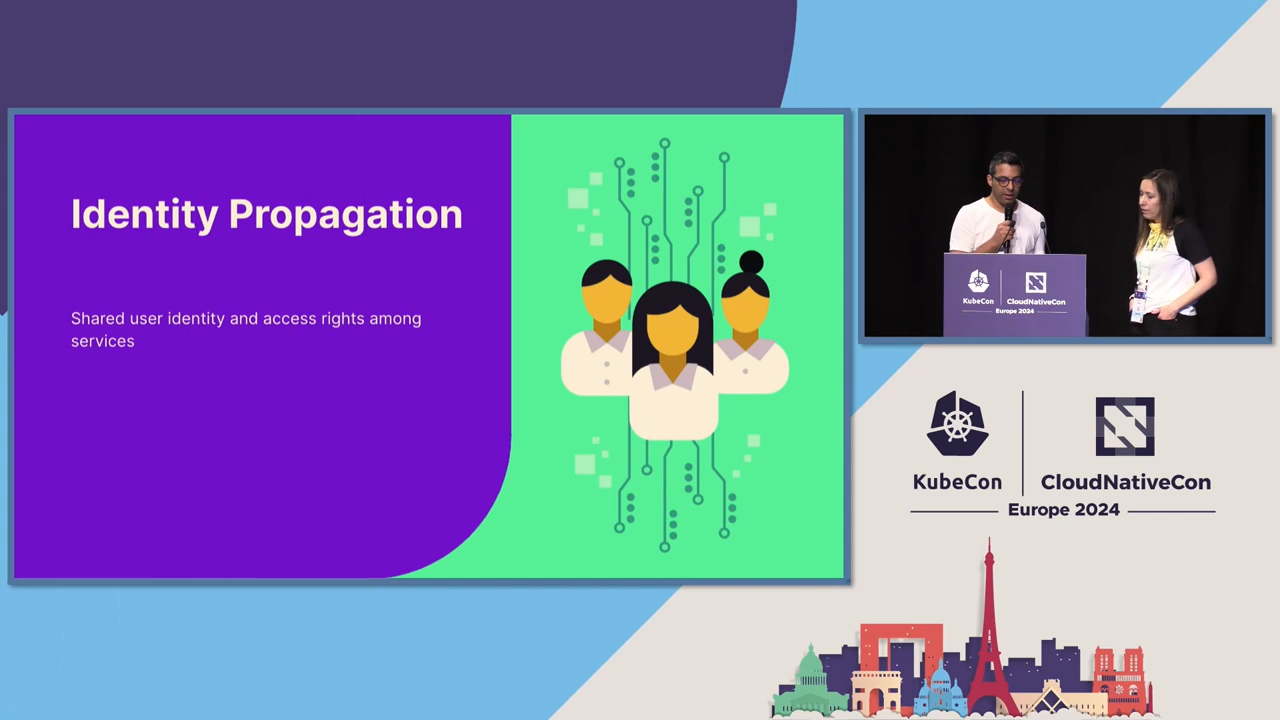 Identity Propagation
Shared user identity and access rights among
services
KubeCon
CloudNativeCon
Europe 2024
KubeCon
CloudNativeCon
Europe 2024